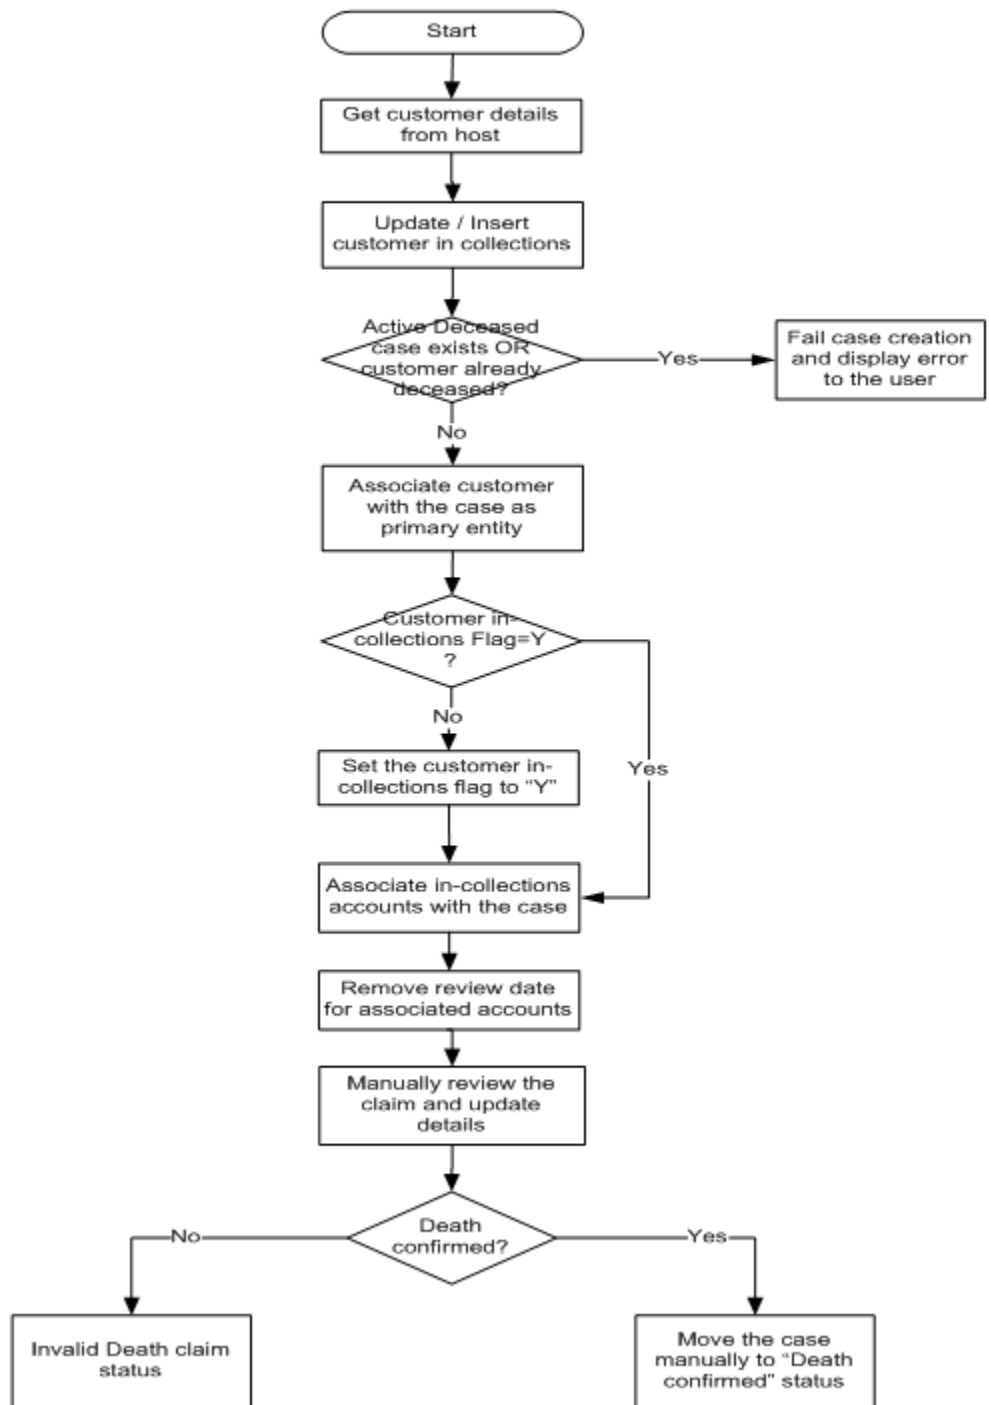 Start
Get customer details
from host
Update / Insert
customer in collections
Active Deceased
case exists OR
customer already
deceased?
Yes
Fail case creation
and display error
to the user
No
Associate customer
with the case as
primary entity
Customer in-
collections Flag=Y
?
No
Set the customer in-
collections flag to “Y”
Yes
Associate in-collections
accounts with the case
Remove review date
for associated accounts
Manually review the
claim and update
details
Death
confirmed?
No
Yes
Invalid Death claim
status
Move the case
manually to “Death
confirmed” status